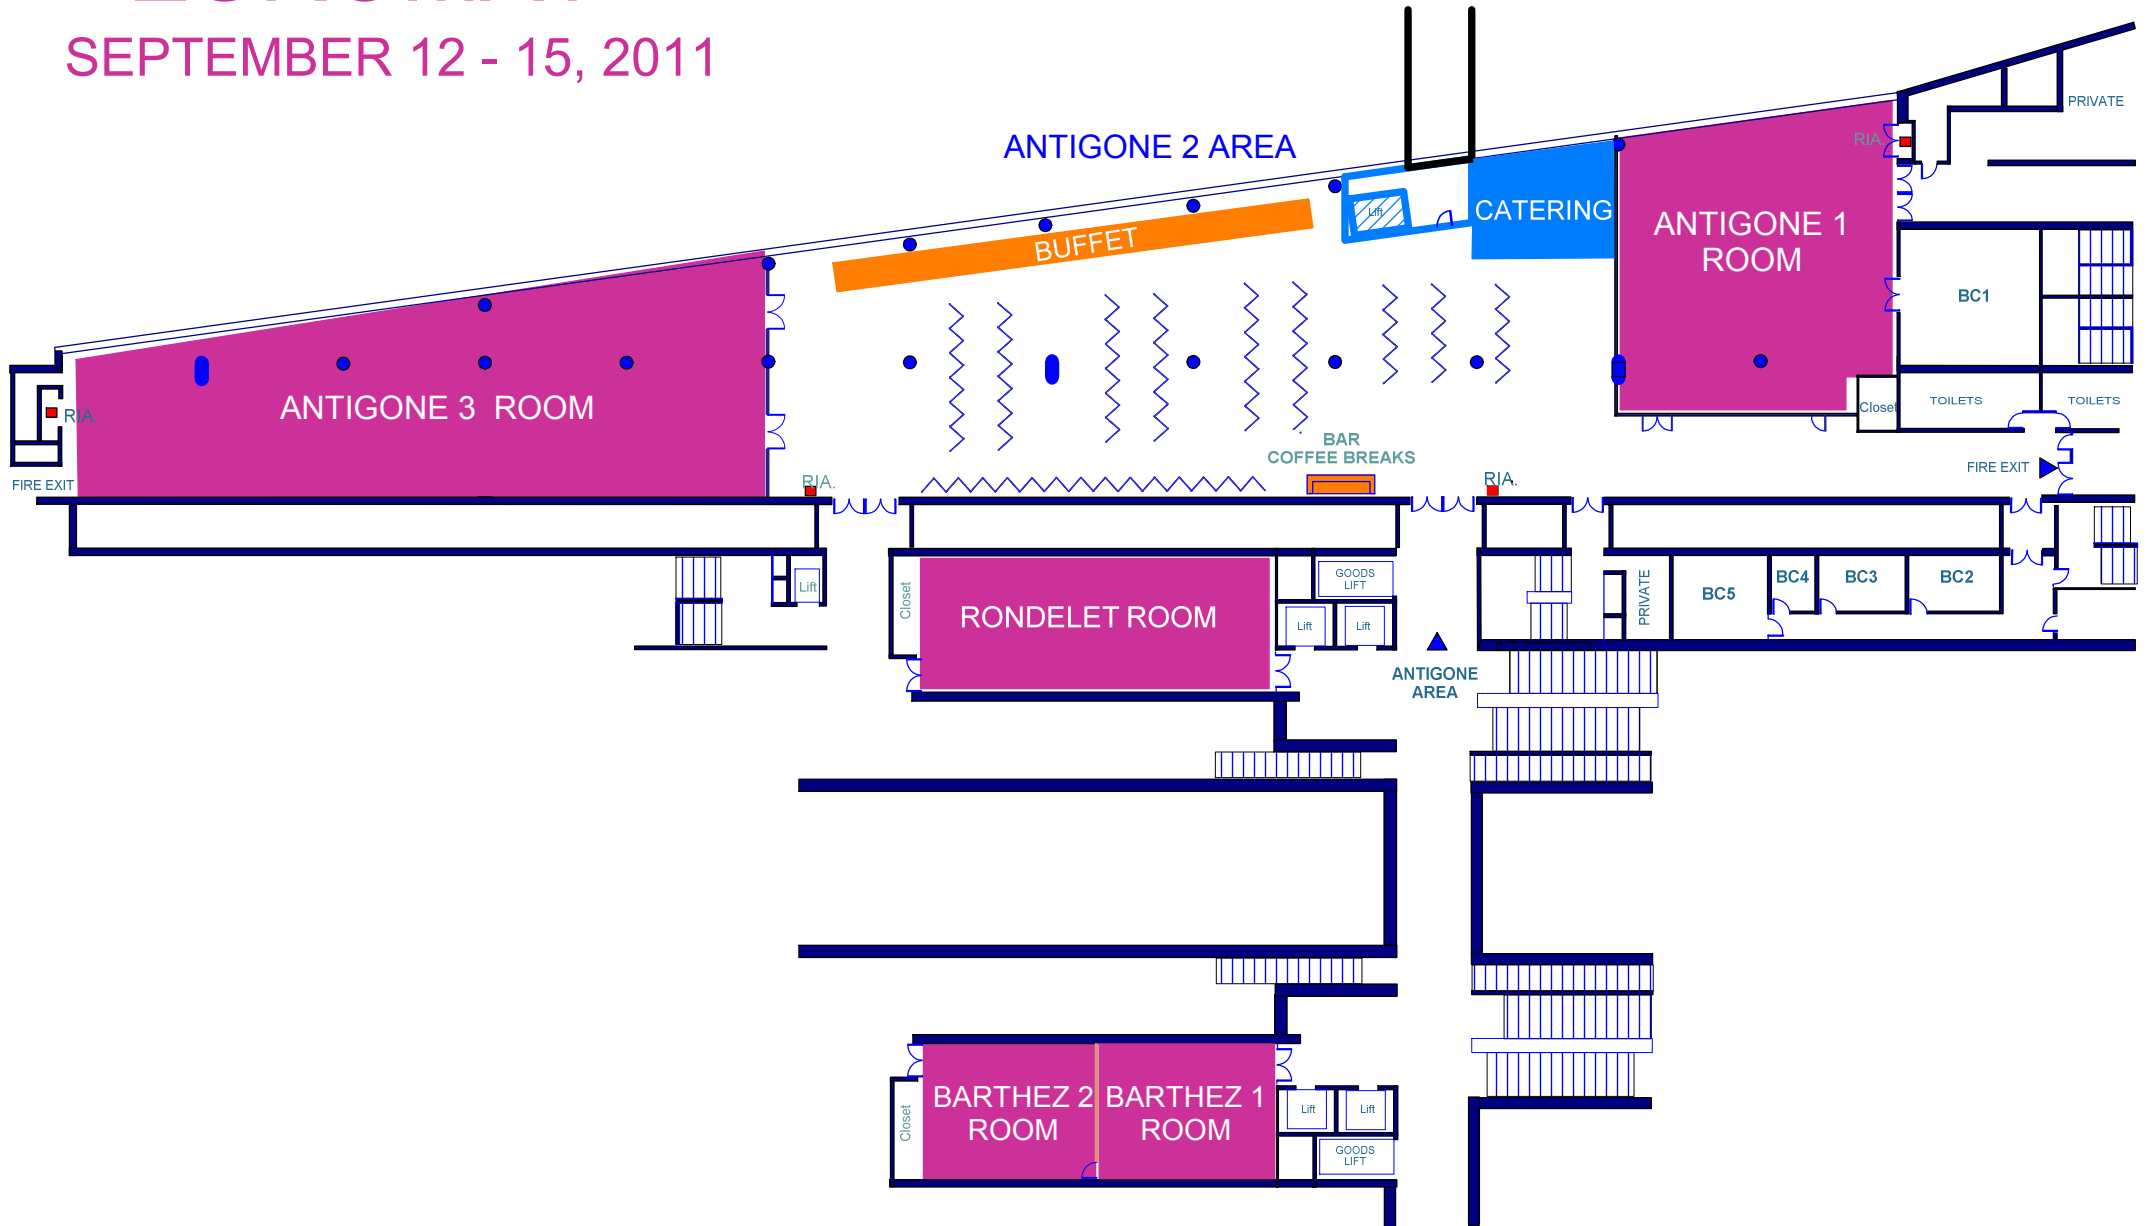 SEPTEMBER 12 - 15, 2011
PRIVATE
RIA.
ANTIGONE 2 AREA
Lift
CATERING
ANTIGONE 1
ROOM
BUFFET
BC1
ANTIGONE 3 ROOM
RIA.
Closet
TOILETS
TOILETS
BAR
COFFEE BREAKS
FIRE EXIT
RIA.
RIA.
FIRE EXIT
Lift
Closet
RONDELET ROOM
GOODS
LIFT
Lift
Lift
PRIVATE
BC5
BC4
BC3
BC2
ANTIGONE
AREA
Closet
BARTHEZ 2
ROOM
BARTHEZ 1
ROOM
Lift
Lift
GOODS
LIFT